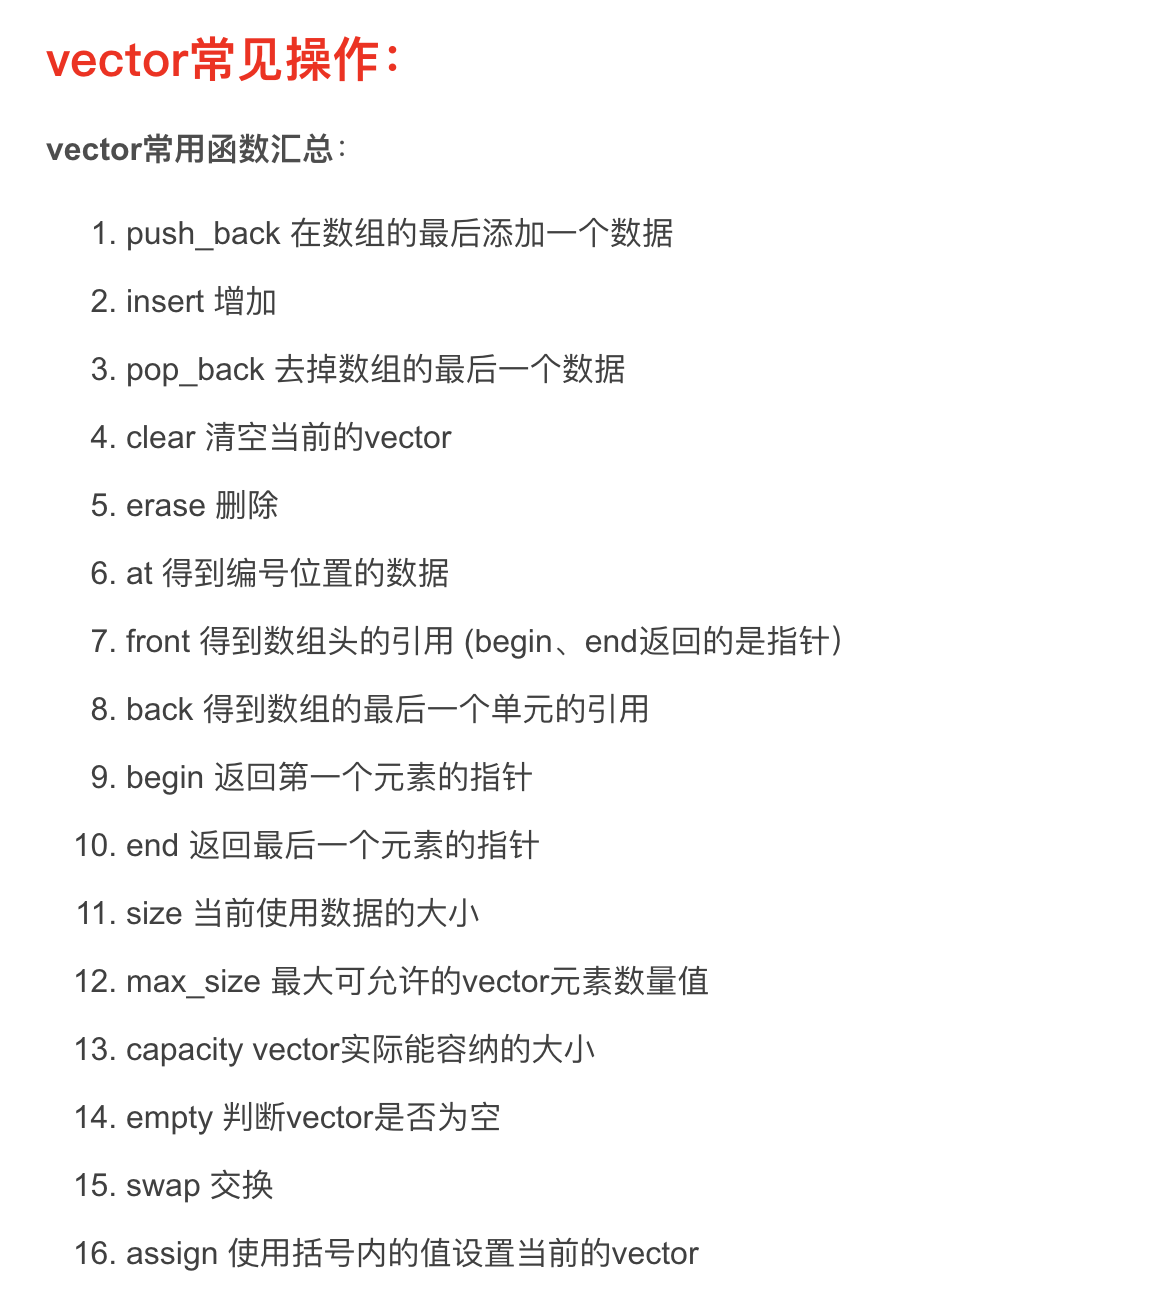 vector常见操作：
vector常用函数汇总：
1. push_back 在数组的最后添加一个数据
2. insert 增加
3. pop_back 去掉数组的最后一个数据
4. clear 清空当前的vector
5. erase 删除
6. at 得到编号位置的数据
7. front 得到数组头的引用 (begin、end返回的是指针）
8. back 得到数组的最后一个单元的引用
9. begin 返回第一个元素的指针
10. end 返回最后一个元素的指针
11. size 当前使用数据的大小
12. max_size 最大可允许的vector元素数量值
13. capacity vector实际能容纳的大小
14. empty 判断vector是否为空
15. swap 交换
16. assign 使用括号内的值设置当前的vector